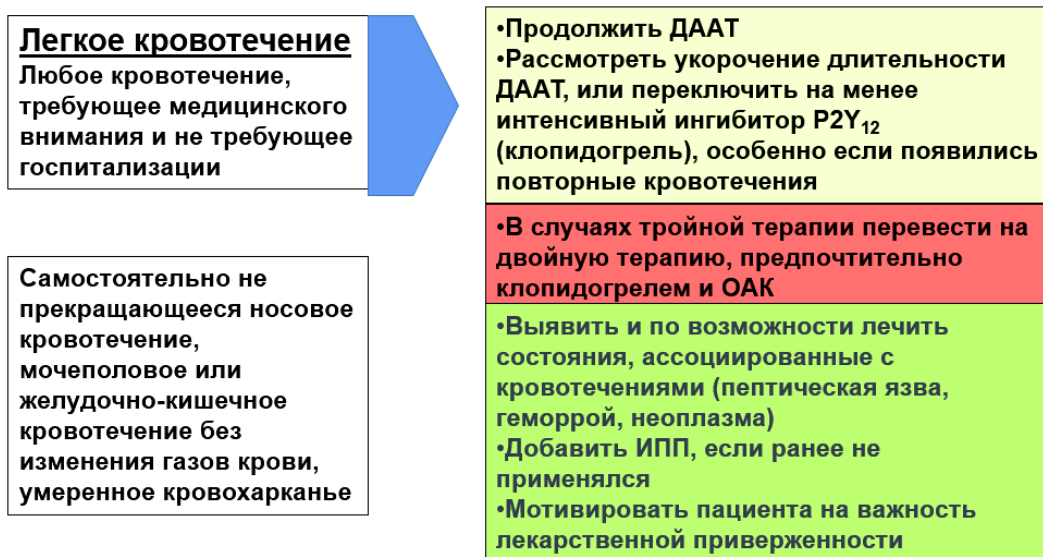 Легкое кровотечение
Любое кровотечение,
требующее медицинского
внимания и не требующее
госпитализации
Самостоятельно не
прекращающееся носовое
кровотечение,
мочеполовое или
желудочно-кишечное
кровотечение без
изменения газов крови,
умеренное кровохарканье
•Продолжить ДААТ
•Рассмотреть укорочение длительности
ДААТ, или переключить на менее
интенсивный ингибитор P2Y₁₂
(клопидогрель), особенно если появились
повторные кровотечения
•В случаях тройной терапии перевести на
двойную терапию, предпочтительно
клопидогрелем и ОАК
•Выявить и по возможности лечить
состояния, ассоциированные с
кровотечениями (пептическая язва,
геморрой, неоплазма)
•Добавить ИПП, если ранее не
применялся
•Мотивировать пациента на важность
лекарственной приверженности